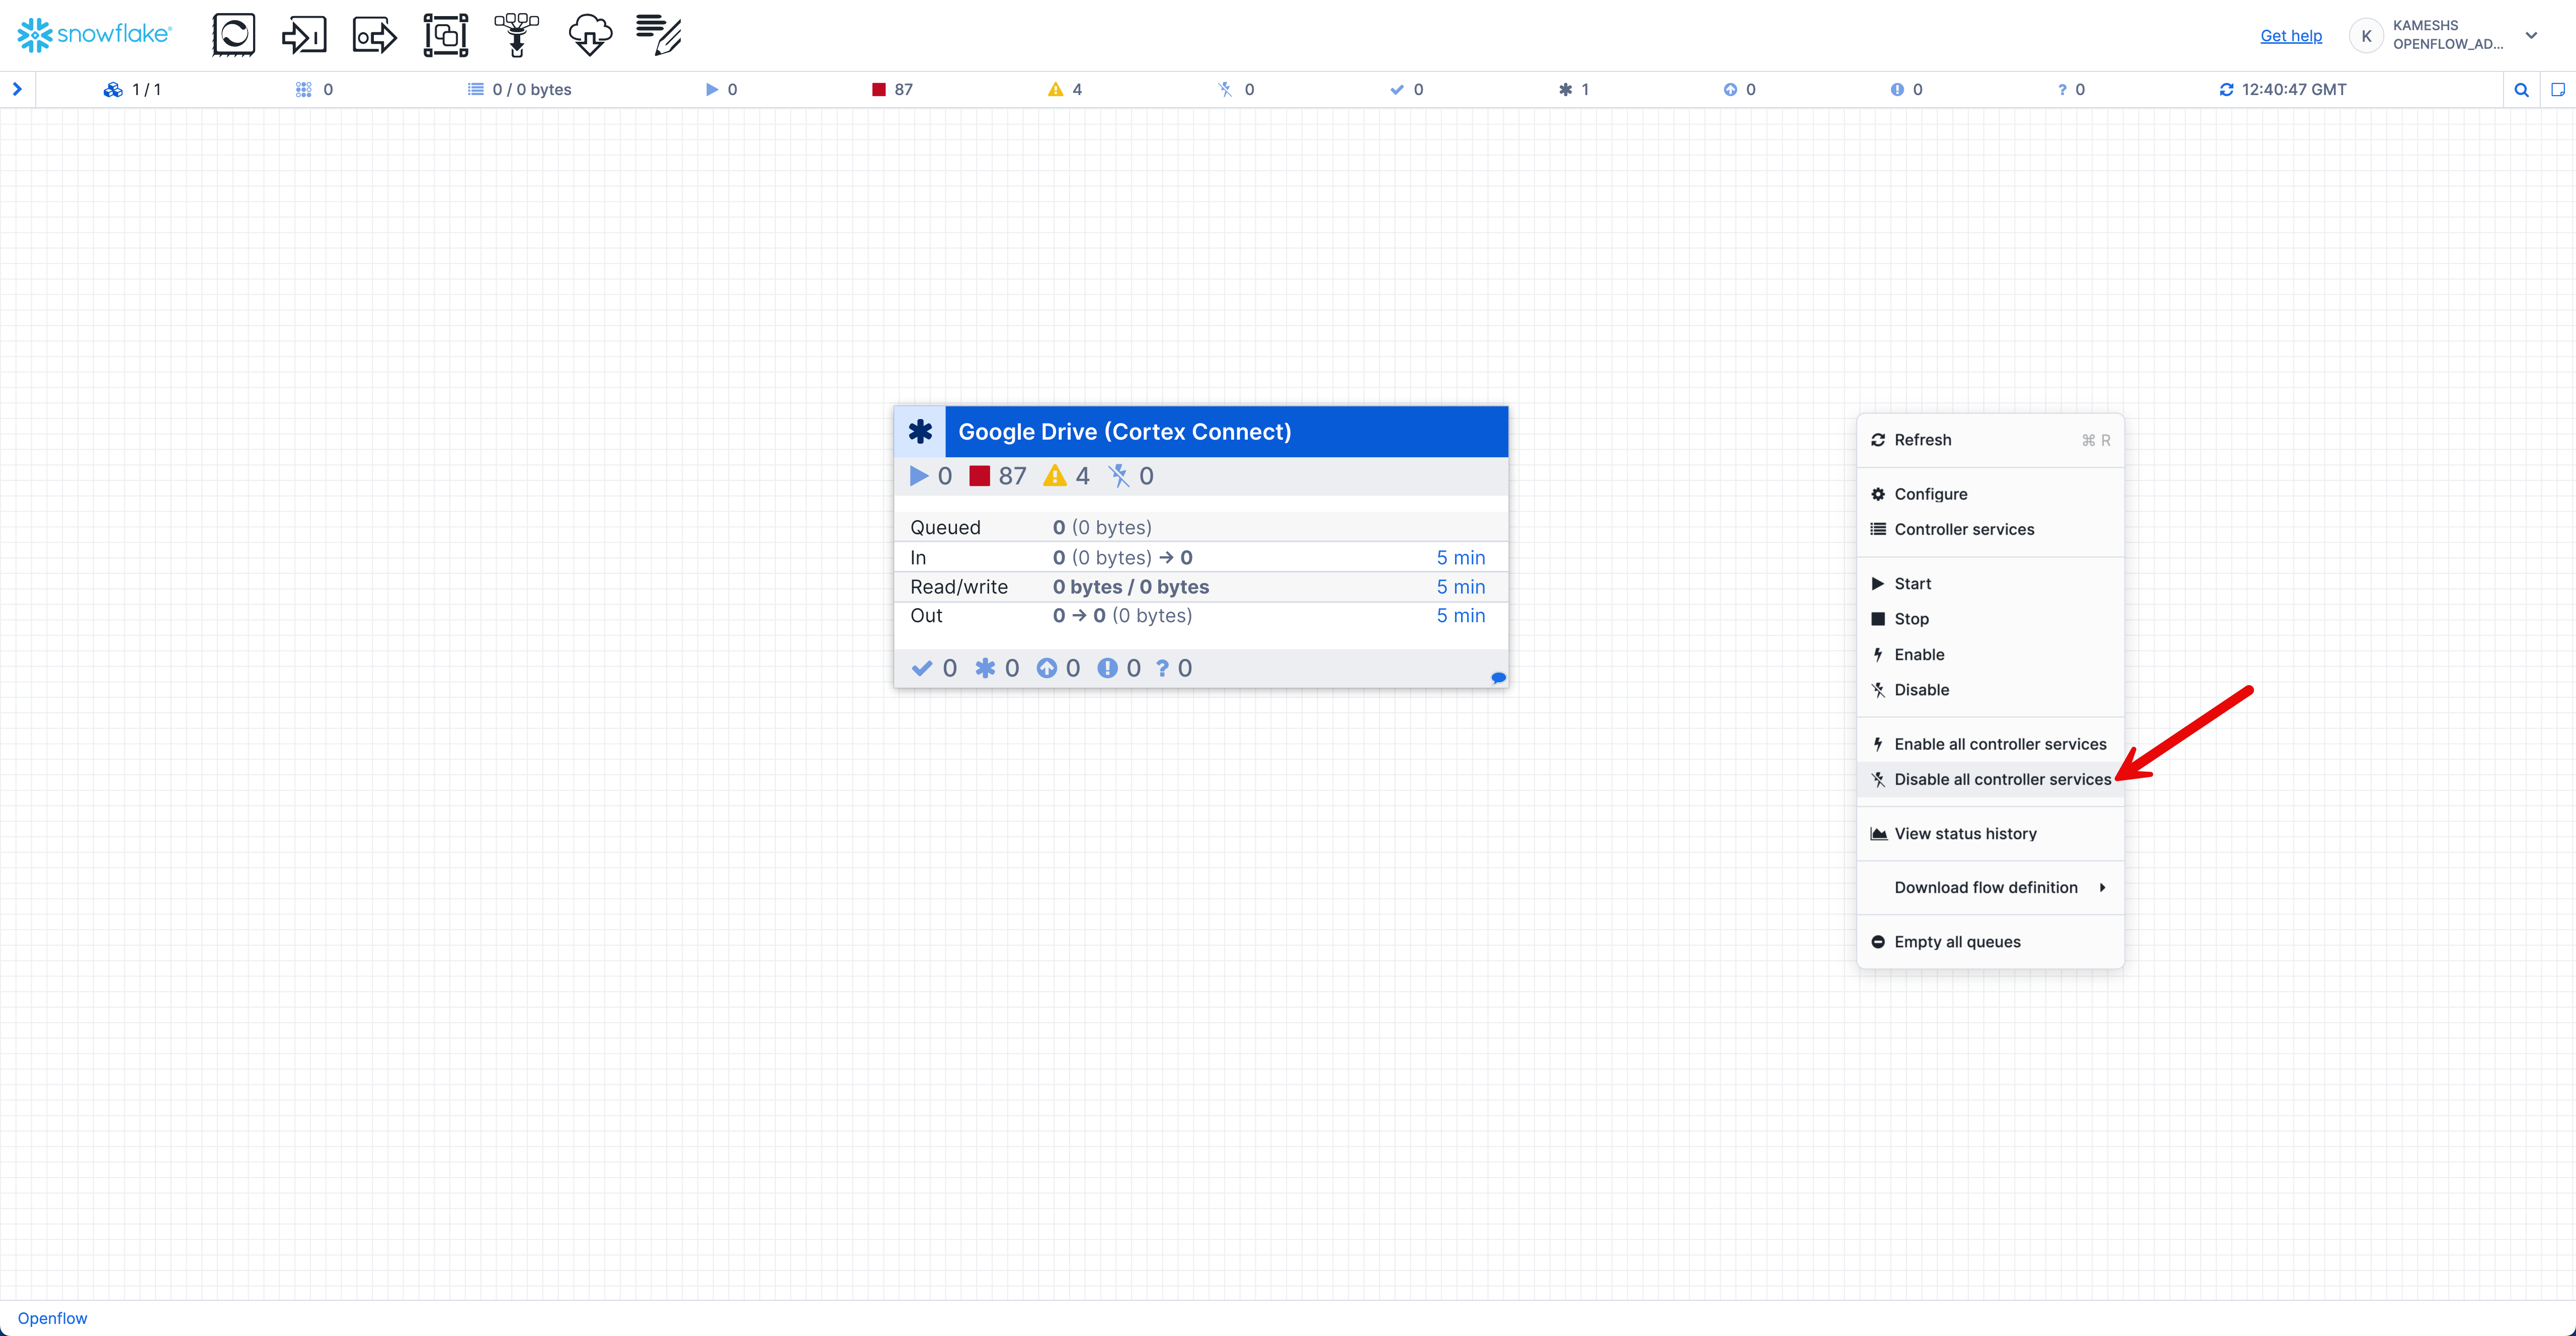 snowflake®
Get help
K
KAMESHS
OPENFLOW_AD...
1 / 1
0
0 / 0 bytes
0
87
4
0
0
1
0
0
? 0
12:40:47 GMT
Google Drive (Cortex Connect)
0 87 4 0
Queued 0 (0 bytes)
In 0 (0 bytes) → 0 5 min
Read/write 0 bytes / 0 bytes 5 min
Out 0 → 0 (0 bytes) 5 min
0 0 0 0 ? 0
Refresh ⌘ R
Configure
Controller services
Start
Stop
Enable
Disable
Enable all controller services
Disable all controller services
View status history
Download flow definition
Empty all queues
Openflow